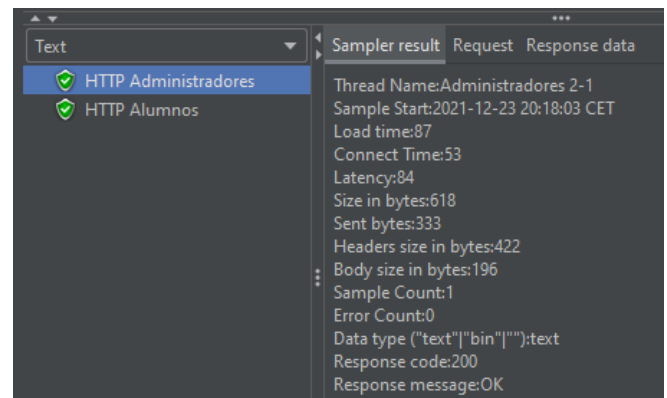 Text
HTTP Administradores
HTTP Alumnos
Sampler result Request Response data
Thread Name:Administradores 2-1
Sample Start:2021-12-23 20:18:03 CET
Load time:87
Connect Time:53
Latency:84
Size in bytes:618
Sent bytes:333
Headers size in bytes:422
Body size in bytes:196
Sample Count:1
Error Count:0
Data type ("text"|"bin"|""):text
Response code:200
Response message:OK